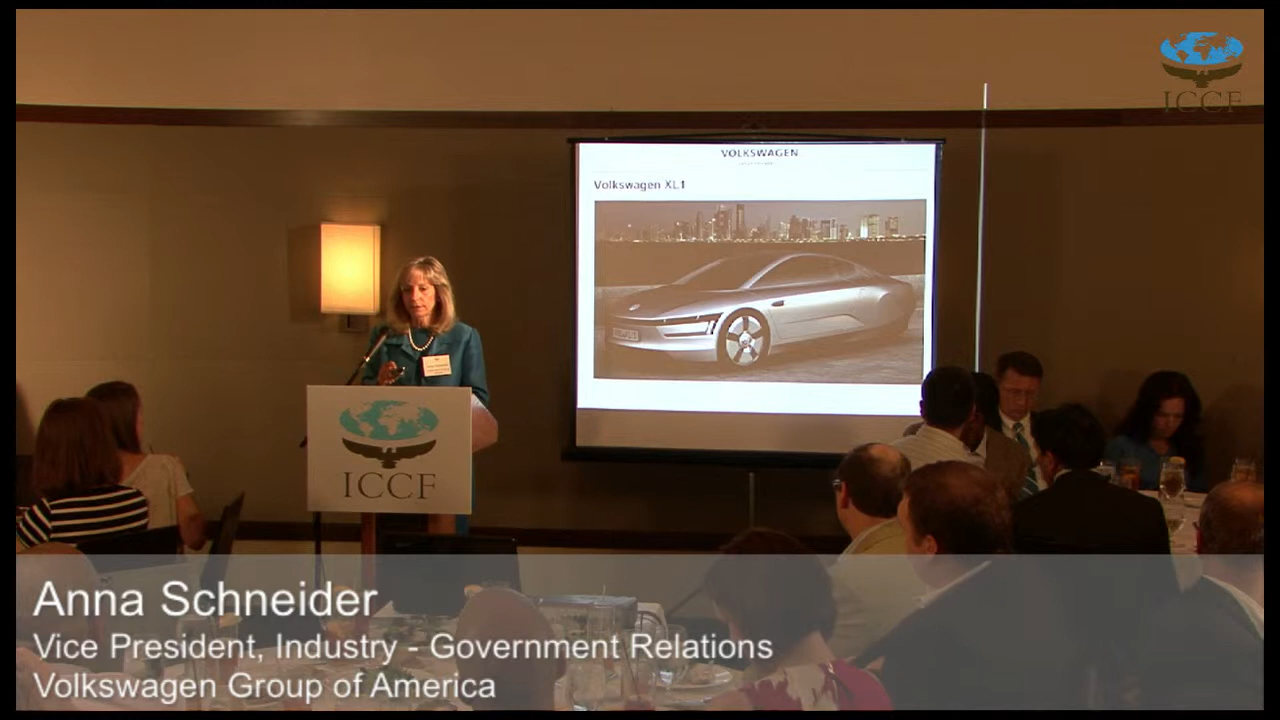 ICCF
VOLKSWAGEN
Volkswagen XL1
ICCF
Anna Schneider
Vice President, Industry - Government Relations
Volkswagen Group of America